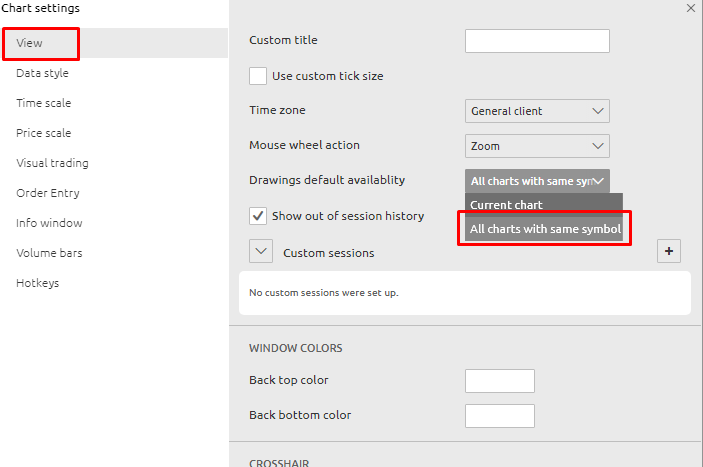 Chart settings
View
Data style
Time scale
Price scale
Visual trading
Order Entry
Info window
Volume bars
Hotkeys
Custom title
Use custom tick size
Time zone General client
Mouse wheel action Zoom
Drawings default availablity All charts with same sym
Current chart
Show out of session history
All charts with same symbol
Custom sessions +
No custom sessions were set up.
WINDOW COLORS
Back top color
Back bottom color
CROSSHAIR